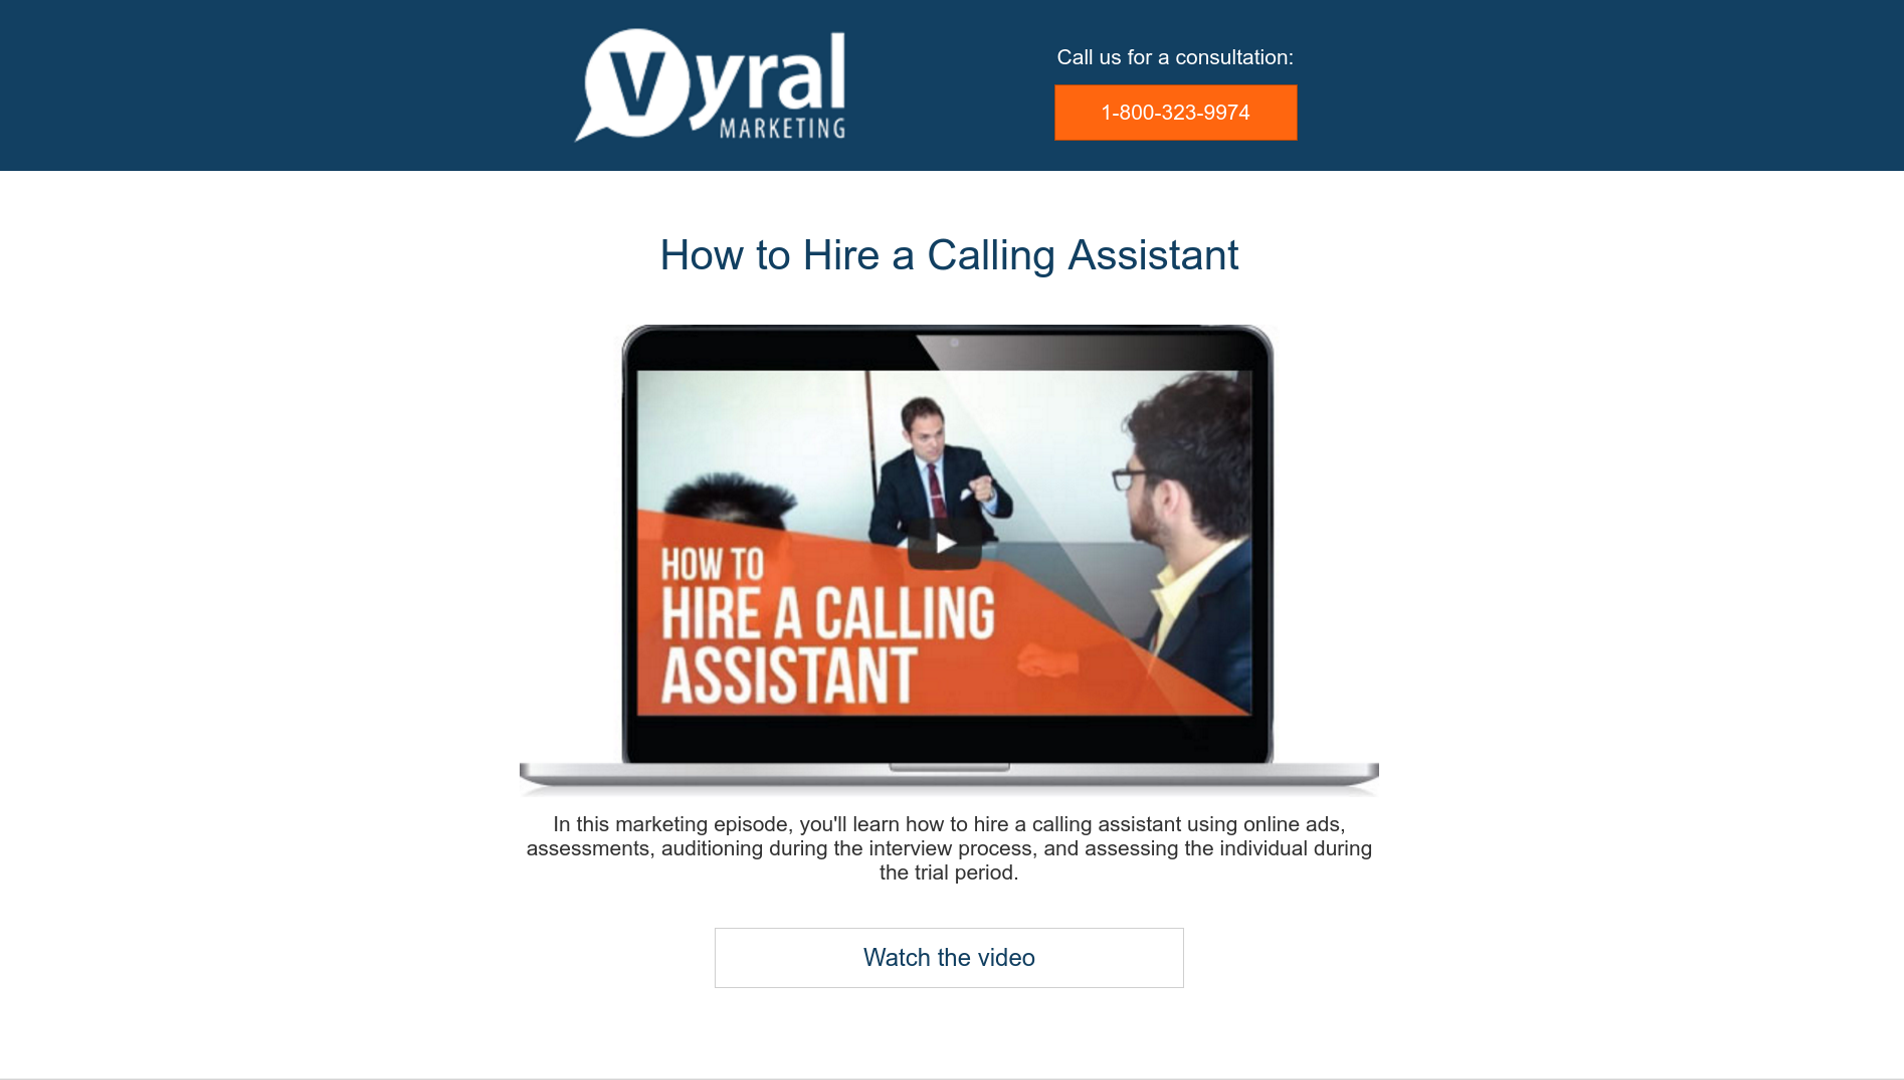 Vyral
MARKETING
Call us for a consultation:
1-800-323-9974
How to Hire a Calling Assistant
HOW TO
HIRE A CALLING
ASSISTANT
In this marketing episode, you'll learn how to hire a calling assistant using online ads,
assessments, auditioning during the interview process, and assessing the individual during
the trial period.
Watch the video